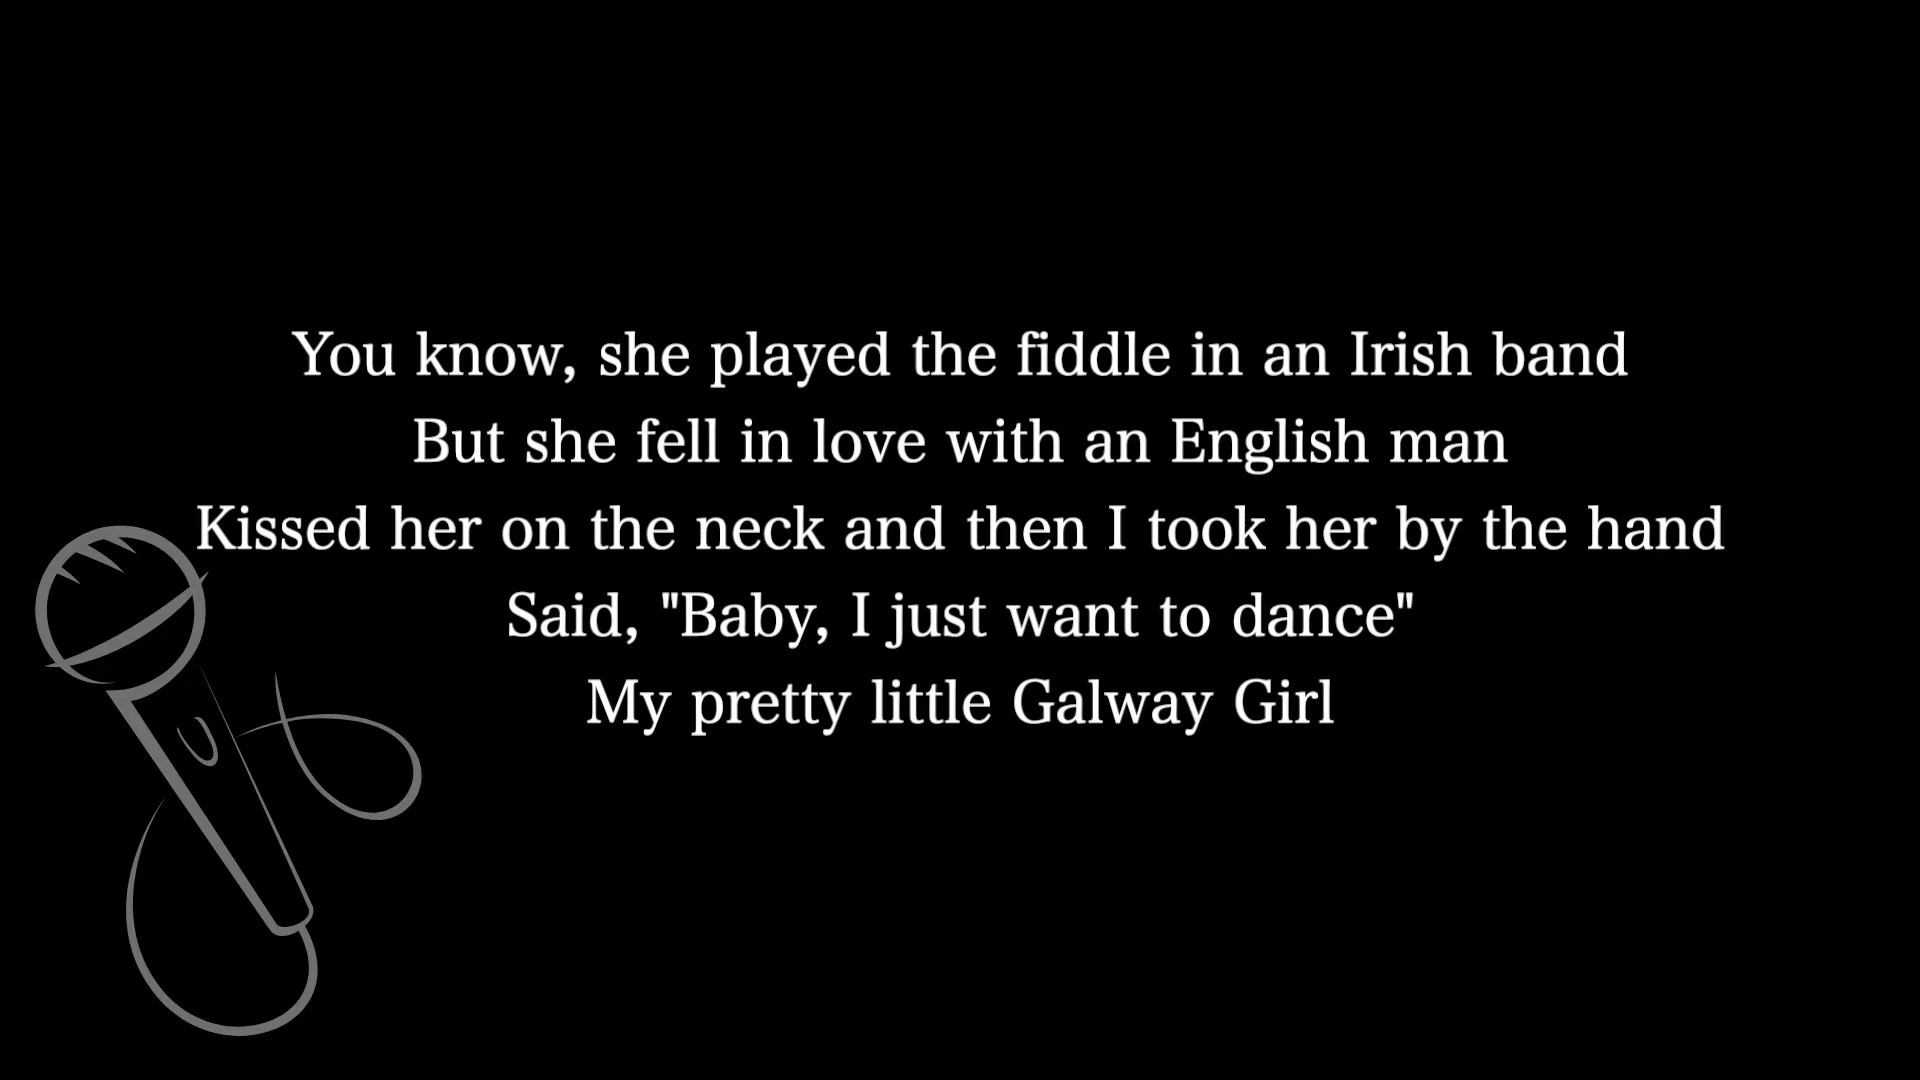 You know, she played the fiddle in an Irish band
But she fell in love with an English man
Kissed her on the neck and then I took her by the hand
Said, "Baby, I just want to dance"
My pretty little Galway Girl